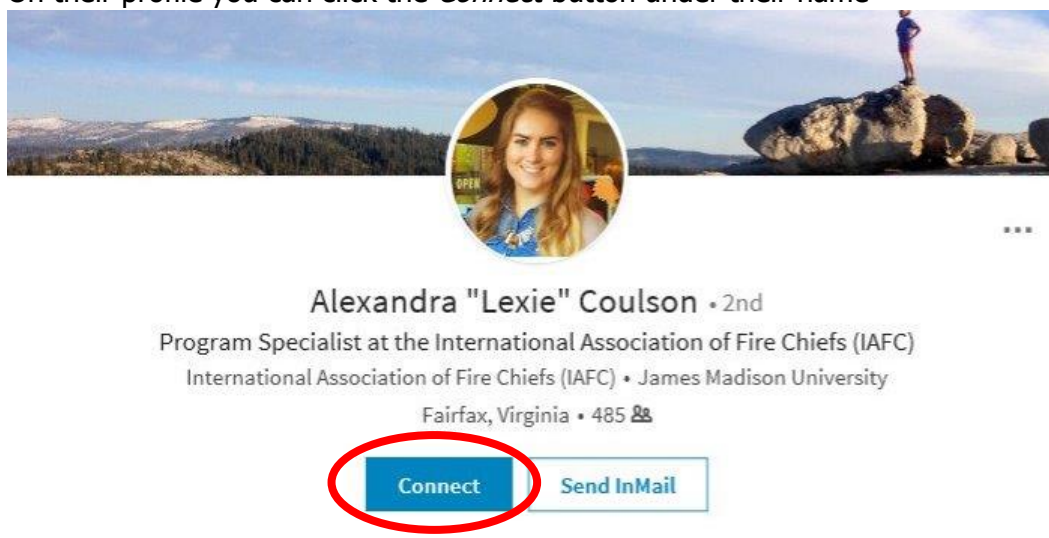 On their profile you can click the Connect button under their name
OPEN
Alexandra "Lexie" Coulson • 2nd
Program Specialist at the International Association of Fire Chiefs (IAFC)
International Association of Fire Chiefs (IAFC) • James Madison University
Fairfax, Virginia • 485
Connect
Send InMail